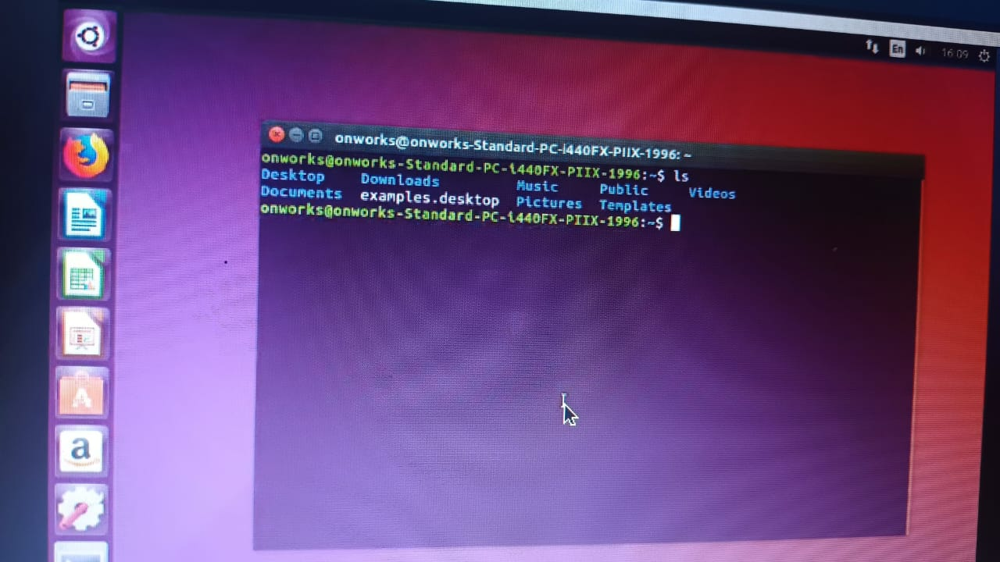 En 16:09
onworks@onworks-Standard-PC-i440FX-PIIX-1996: ~
onworks@onworks-Standard-PC-i440FX-PIIX-1996:~$ ls
Desktop Downloads Music Public Videos
Documents examples.desktop Pictures Templates
onworks@onworks-Standard-PC-i440FX-PIIX-1996:~$
A
a